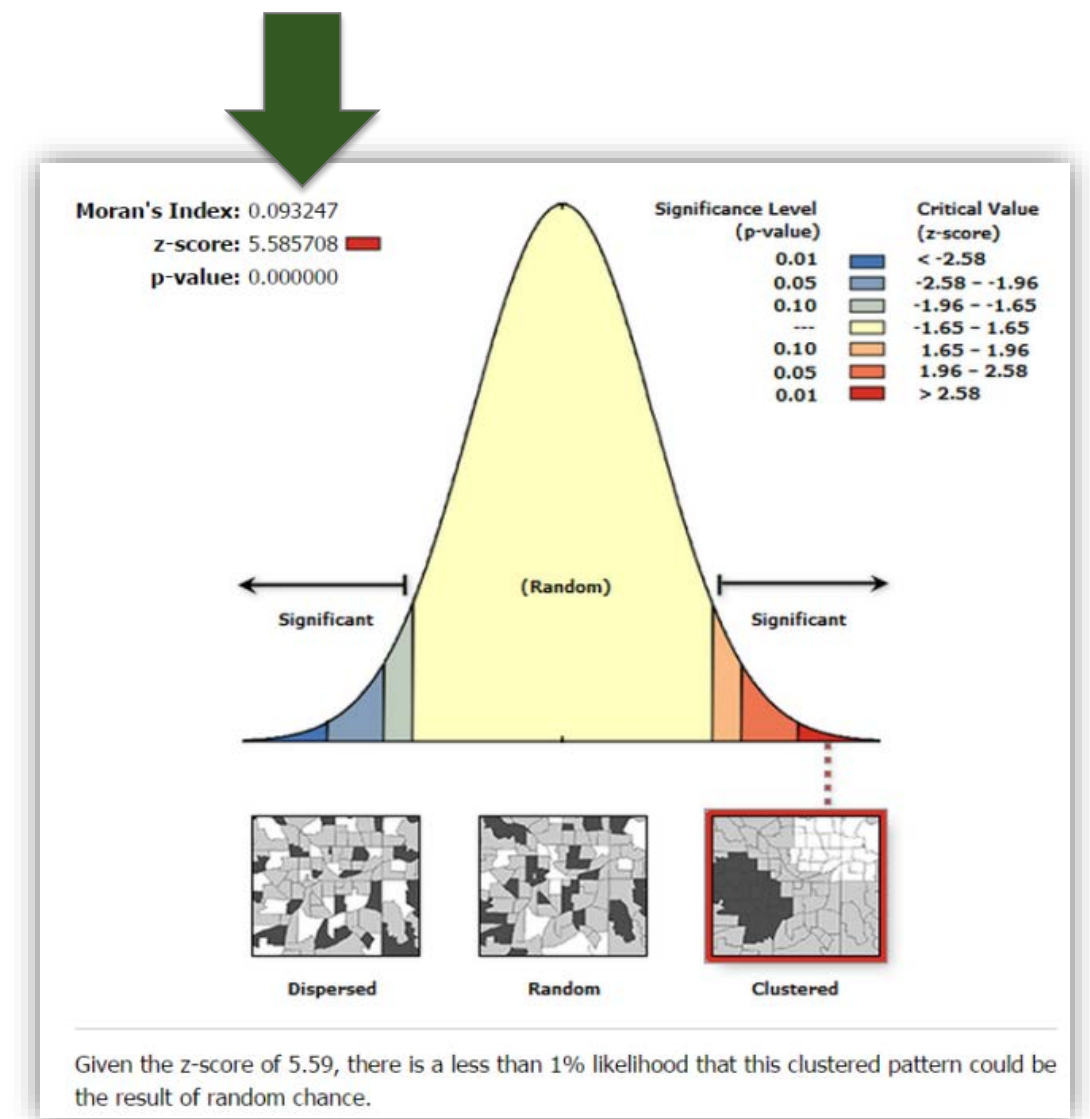 Moran's Index: 0.093247
z-score: 5.585708
p-value: 0.000000
Significance Level
(p-value)
Critical Value
(z-score)
0.01 < -2.58
0.05 -2.58 – -1.96
0.10 -1.96 – -1.65
--- -1.65 – 1.65
0.10 1.65 – 1.96
0.05 1.96 – 2.58
0.01 > 2.58
(Random)
Significant
Significant
Dispersed
Random
Clustered
Given the z-score of 5.59, there is a less than 1% likelihood that this clustered pattern could be
the result of random chance.